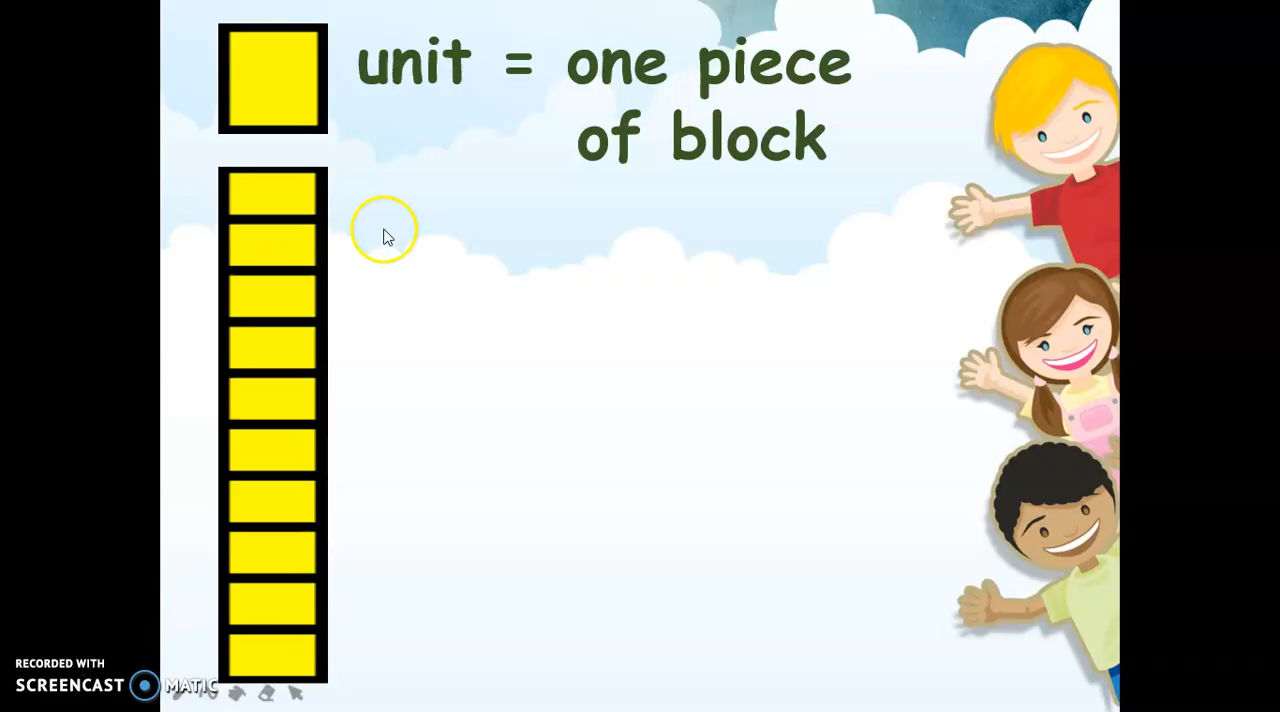 unit = one piece
of block
RECORDED WITH
SCREENCAST MATIC